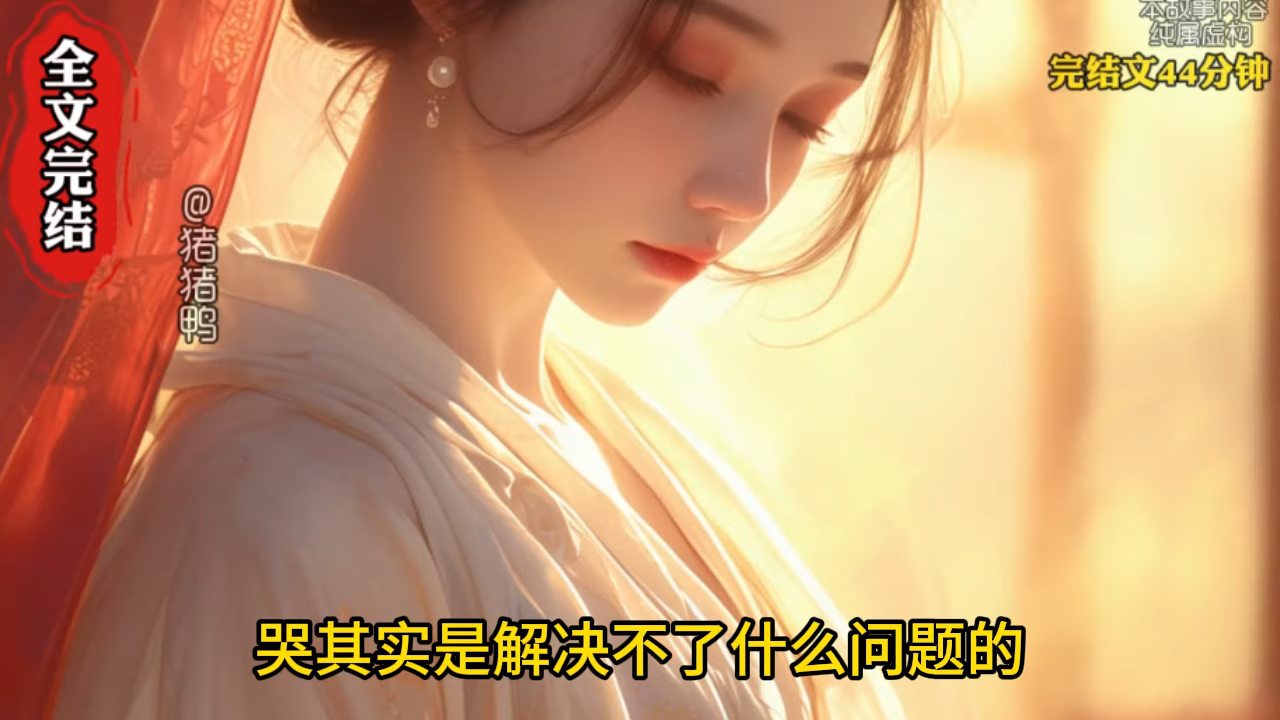 全文完结
@猪猪鸭
本故事内容
纯属虚构
完结文44分钟
哭其实是解决不了什么问题的